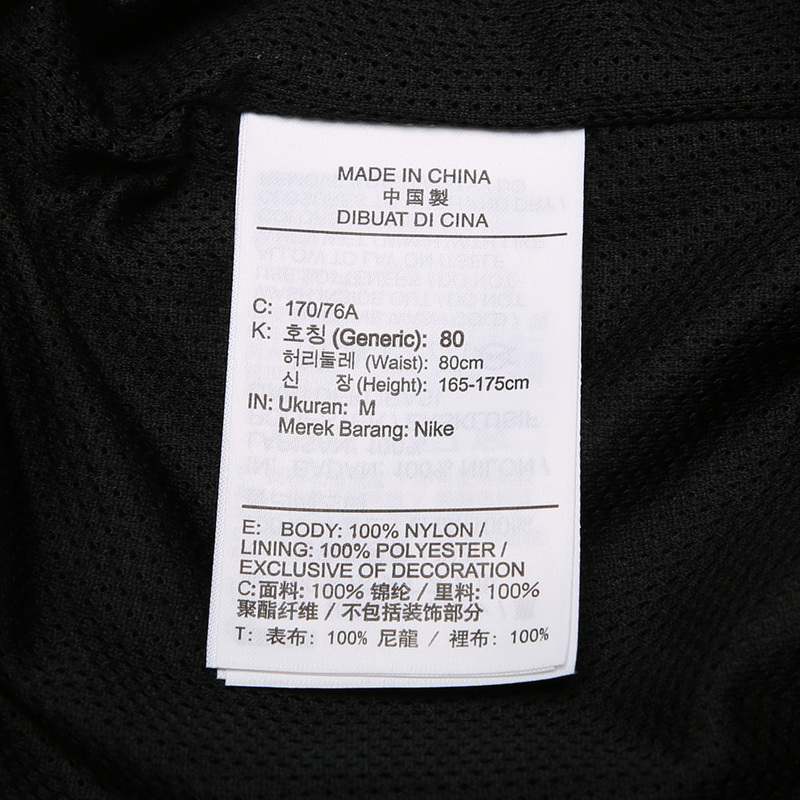 MADE IN CHINA
中国製
DIBUAT DI CINA
C: 170/76A
K: 호칭 (Generic): 80
허리둘레 (Waist): 80cm
신 장 (Height): 165-175cm
IN: Ukuran: M
Merek Barang: Nike
E: BODY: 100% NYLON /
LINING: 100% POLYESTER /
EXCLUSIVE OF DECORATION
C:面料: 100% 锦纶 / 里料: 100%
聚酯纤维 / 不包括装饰部分
T: 表布: 100% 尼龍 / 裡布: 100%